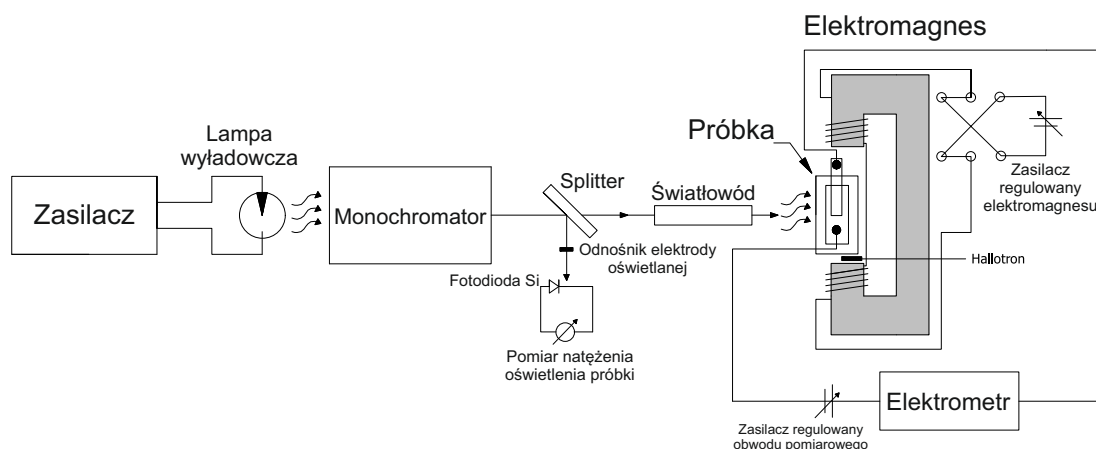 Elektromagnes
Lampa
wyładowcza
Próbka
Zasilacz
Monochromator
Splitter
Światłowód
Zasilacz
regulowany
elektromagnesu
Odnośnik elektrody
oświetlanej
Hallotron
Fotodioda Si
Pomiar natężenia
oświetlenia próbki
Elektrometr
Zasilacz regulowany
obwodu pomiarowego